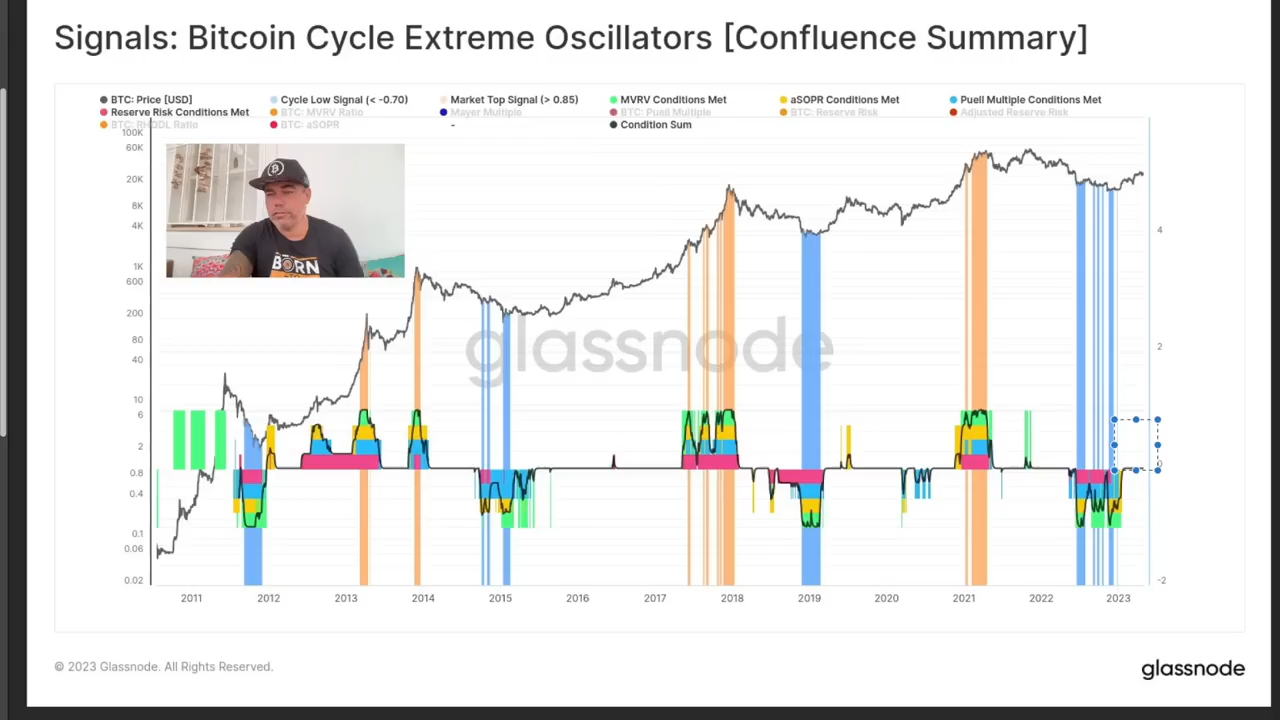 Signals: Bitcoin Cycle Extreme Oscillators [Confluence Summary]
BTC: Price [USD] Cycle Low Signal (< -0.70) Market Top Signal (> 0.85) MVRV Conditions Met aSOPR Conditions Met Puell Multiple Conditions Met
Reserve Risk Conditions Met BTC: MVRV Ratio Mayer Multiple BTC: Puell Multiple BTC: Reserve Risk Adjusted Reserve Risk
BTC: RHODL Ratio BTC: aSOPR - Condition Sum
100K
60K
20K
8K
4K
1K
600
200
80
40
10
6
2
0.8
0.4
0.1
0.06
0.02
4
2
0
-2
BORN
glassnode
2011 2012 2013 2014 2015 2016 2017 2018 2019 2020 2021 2022 2023
© 2023 Glassnode. All Rights Reserved.
glassnode